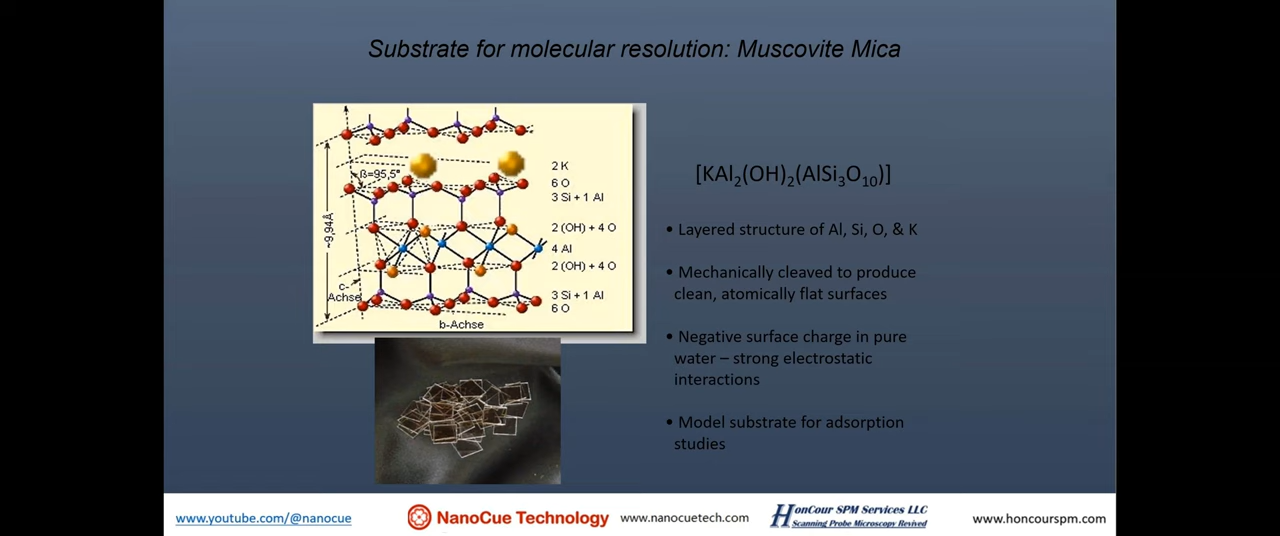 Substrate for molecular resolution: Muscovite Mica
2 K
ß=95,5°
6 O
3 Si + 1 Al
2 (OH) + 4 O
~9,94Å
4 Al
2 (OH) + 4 O
c-
Achse
3 Si + 1 Al
6 O
b-Achse
[KAl₂(OH)₂(AlSi₃O₁₀)]
• Layered structure of Al, Si, O, & K
• Mechanically cleaved to produce
clean, atomically flat surfaces
• Negative surface charge in pure
water – strong electrostatic
interactions
• Model substrate for adsorption
studies
www.youtube.com/@nanocue
NanoCue Technology
www.nanocuetech.com
HonCour SPM Services LLC
Scanning Probe Microscopy Revived
www.honcourspm.com